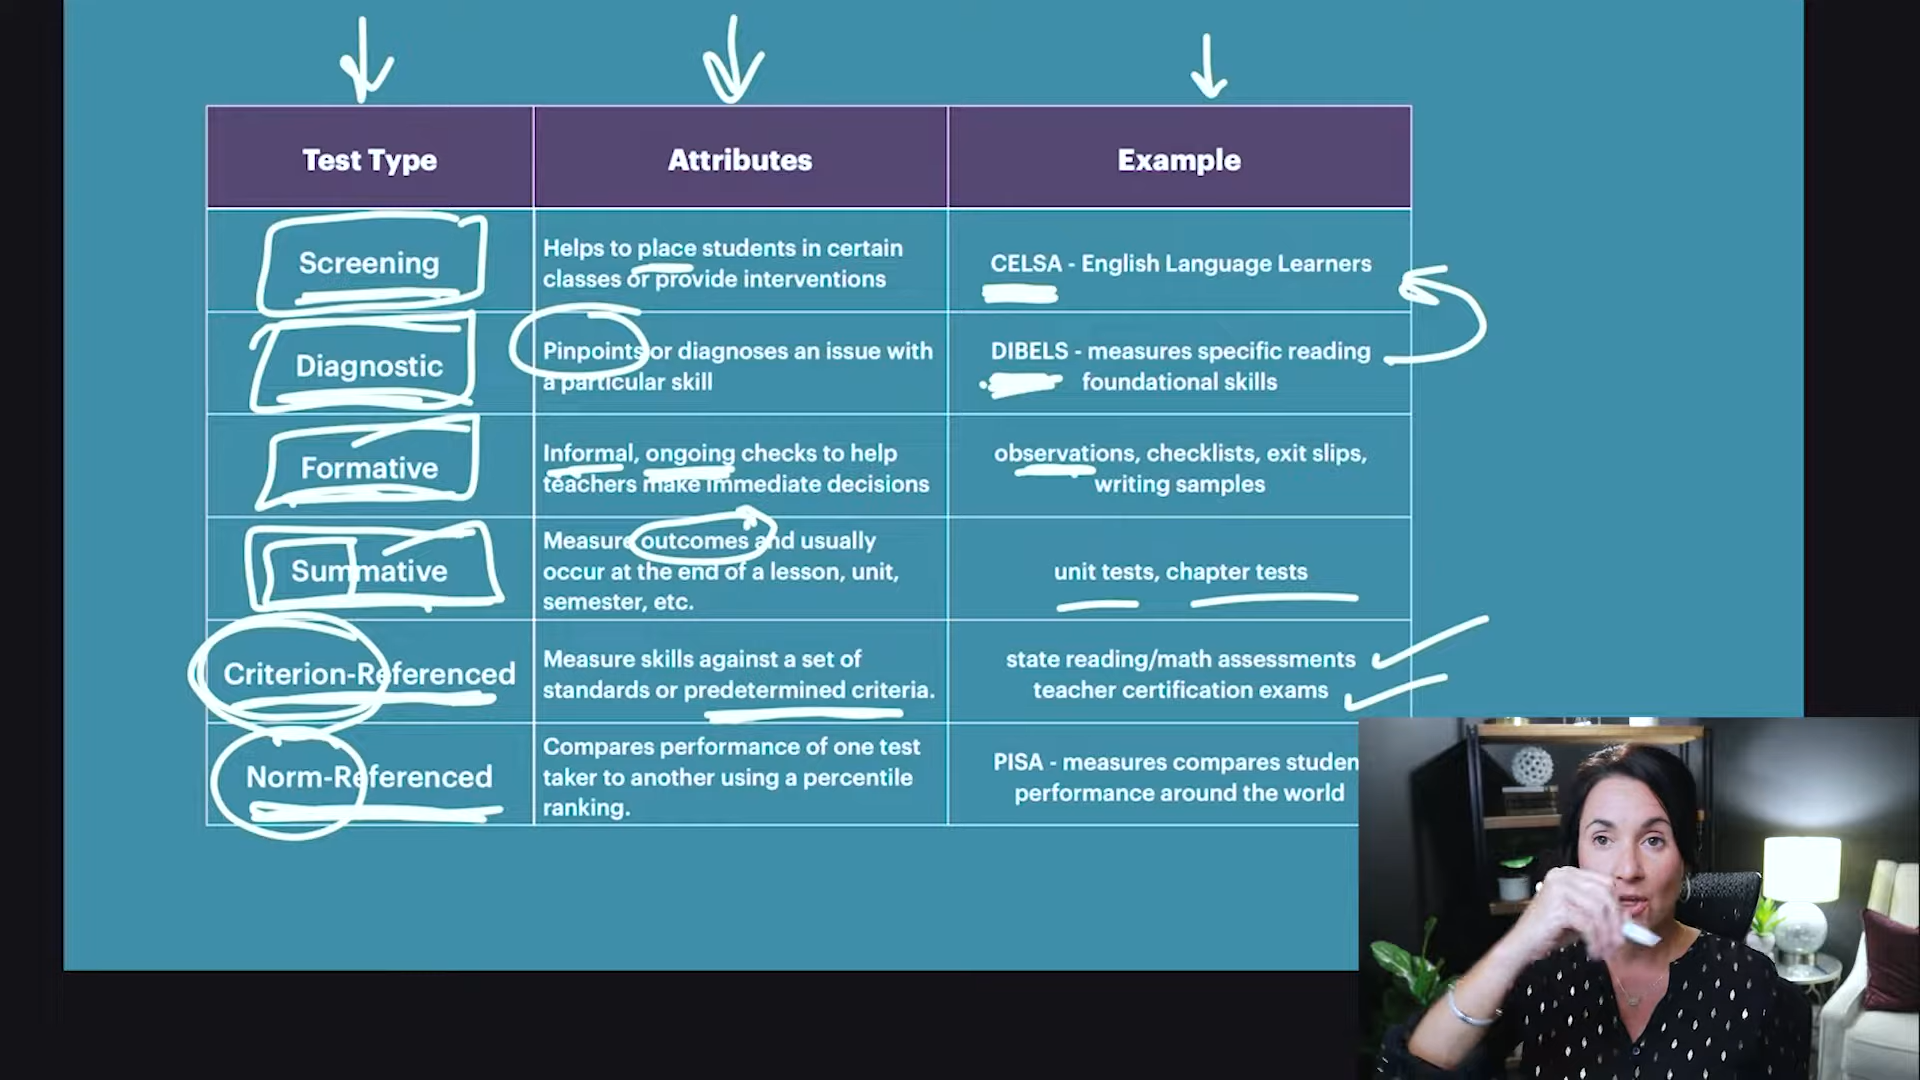 Test Type
Attributes
Example
Screening
Helps to place students in certain
classes or provide interventions
CELSA - English Language Learners
Diagnostic
Pinpoints or diagnoses an issue with
a particular skill
DIBELS - measures specific reading
foundational skills
Formative
Informal, ongoing checks to help
teachers make immediate decisions
observations, checklists, exit slips,
writing samples
Summative
Measure outcomes and usually
occur at the end of a lesson, unit,
semester, etc.
unit tests, chapter tests
Criterion-Referenced
Measure skills against a set of
standards or predetermined criteria.
state reading/math assessments
teacher certification exams
Norm-Referenced
Compares performance of one test
taker to another using a percentile
ranking.
PISA - measures compares studen
performance around the world